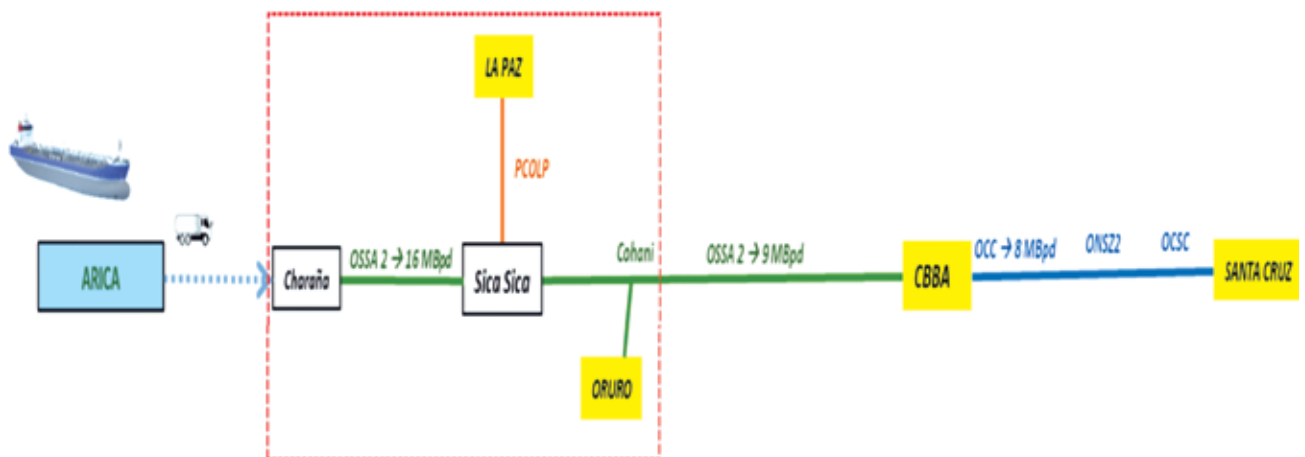 LA PAZ
PCOLP
ARICA
Charaña
OSSA 2 → 16 MBpd
Sica Sica
Cohani
OSSA 2 → 9 MBpd
CBBA
OCC → 8 MBpd
ONSZ2
OCSC
SANTA CRUZ
ORURO